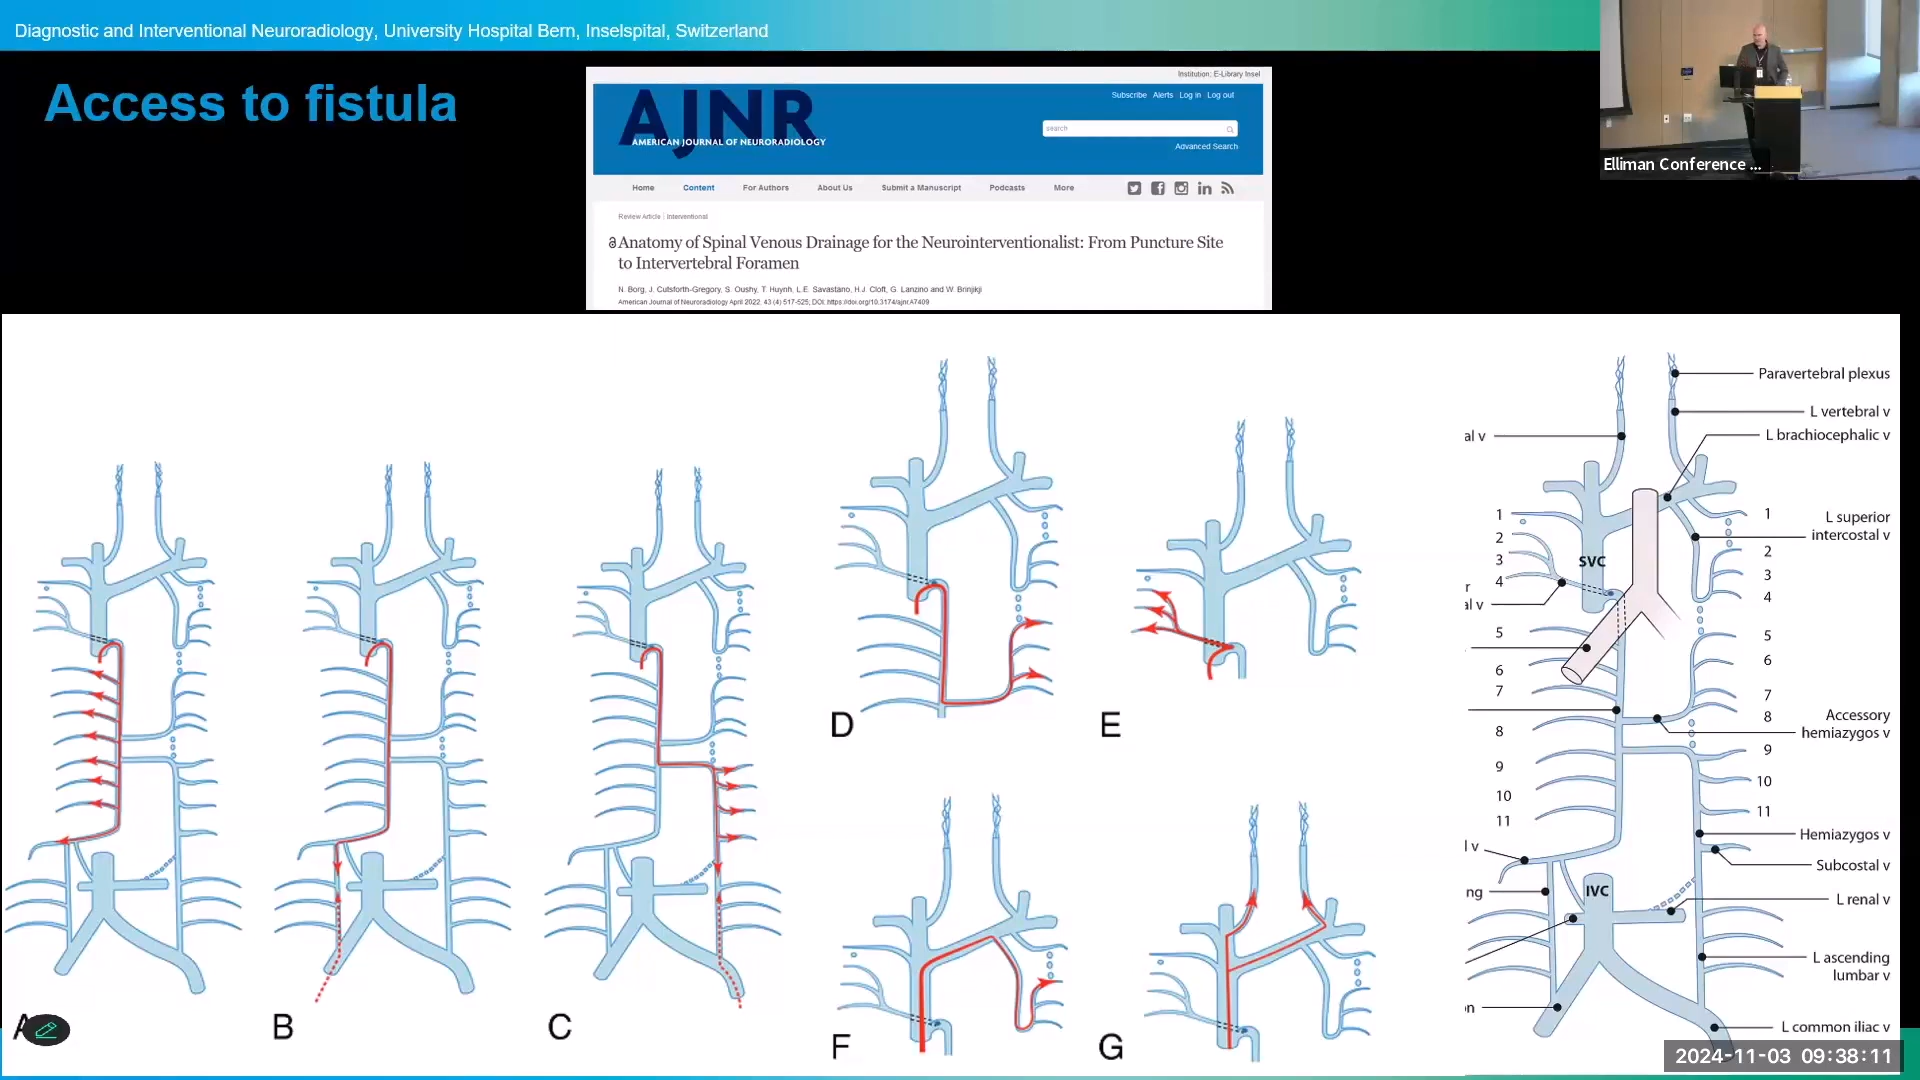 Diagnostic and Interventional Neuroradiology, University Hospital Bern, Inselspital, Switzerland
Access to fistula
Institution: E-Library Insel
AJNR
AMERICAN JOURNAL OF NEURORADIOLOGY
Subscribe Alerts Log in Log out
search
Advanced Search
Home Content For Authors About Us Submit a Manuscript Podcasts More
Review Article | Interventional
Anatomy of Spinal Venous Drainage for the Neurointerventionalist: From Puncture Site
to Intervertebral Foramen
N. Borg, J. Cutsforth-Gregory, S. Oushy, T. Huynh, L.E. Savastano, H.J. Cloft, G. Lanzino and W. Brinjikji
American Journal of Neuroradiology April 2022, 43 (4) 517-525; DOI: https://doi.org/10.3174/ajnr.A7409
Elliman Conference ...
A
B
C
D
E
F
G
Paravertebral plexus
L vertebral v
al v
L brachiocephalic v
1
1
L superior
intercostal v
2
2
3
SVC
3
4
4
r
al v
5
5
6
6
7
7
8
8
Accessory
hemiazygos v
9
9
10
10
11
11
Hemiazygos v
l v
Subcostal v
ng
IVC
L renal v
L ascending
lumbar v
n
L common iliac v
2024-11-03 09:38:11